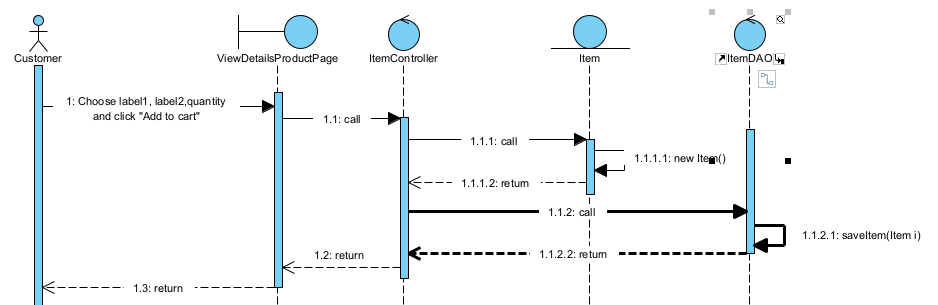 Customer
ViewDetailsProductPage
ItemController
Item
ItemDAO
1: Choose label1, label2,quantity
and click "Add to cart"
1.1: call
1.1.1: call
1.1.1.1: new Item()
1.1.1.2: return
1.1.2: call
1.1.2.1: saveItem(Item i)
1.1.2.2: return
1.2: return
1.3: return